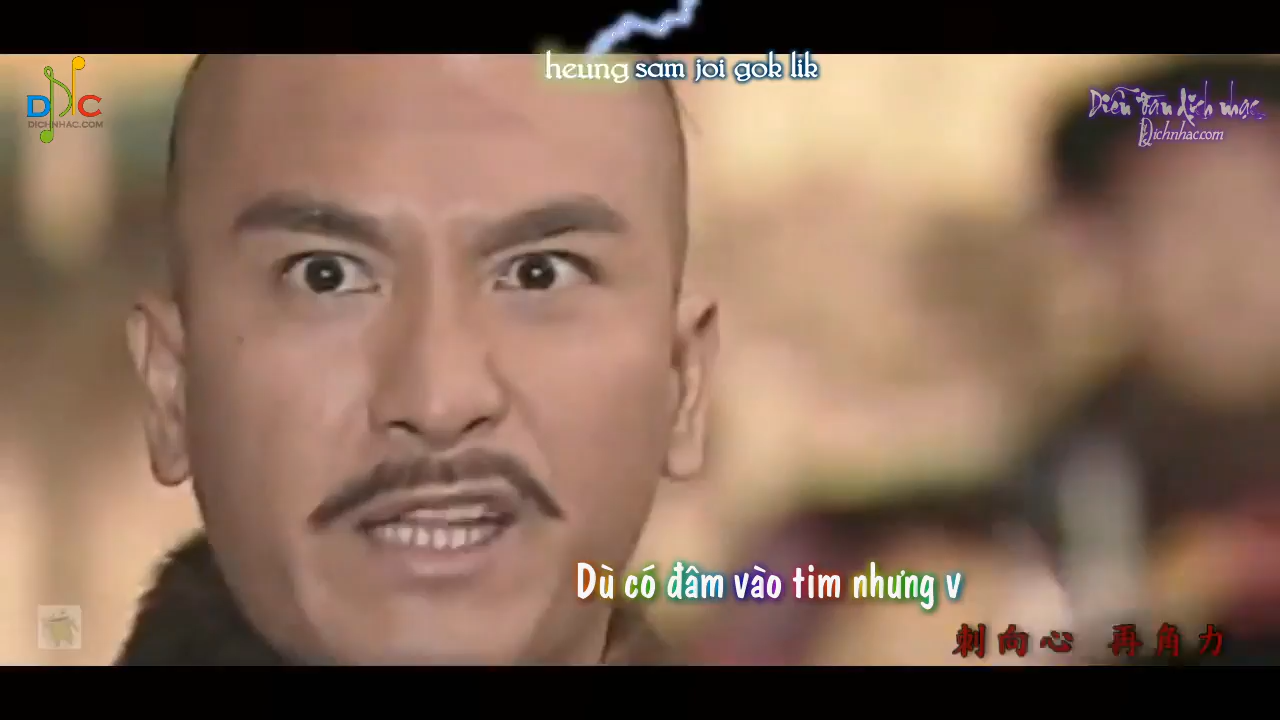 heung sam joi gok lik
DNC
DICHNHAC.COM
Diễn đàn dịch nhạc
Dichnhac.com
Dù có đâm vào tim nhưng v
刺向心 再角力